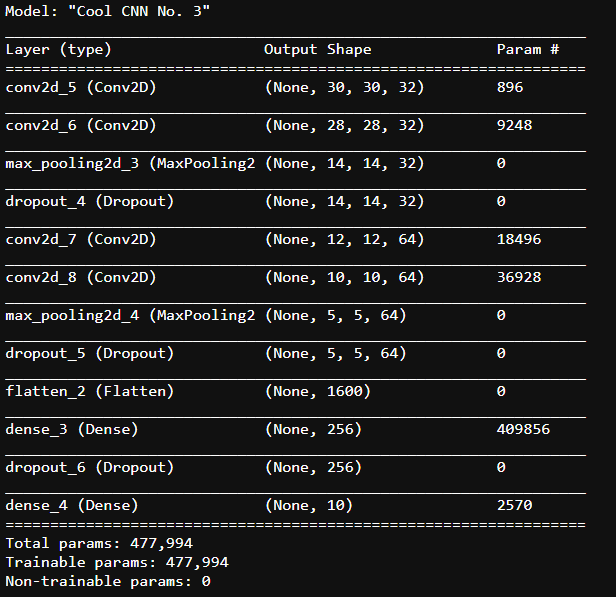 Model: "Cool CNN No. 3"
_________________________________________________________________
Layer (type)                 Output Shape              Param #
=================================================================
conv2d_5 (Conv2D)            (None, 30, 30, 32)        896
_________________________________________________________________
conv2d_6 (Conv2D)            (None, 28, 28, 32)        9248
_________________________________________________________________
max_pooling2d_3 (MaxPooling2 (None, 14, 14, 32)        0
_________________________________________________________________
dropout_4 (Dropout)          (None, 14, 14, 32)        0
_________________________________________________________________
conv2d_7 (Conv2D)            (None, 12, 12, 64)        18496
_________________________________________________________________
conv2d_8 (Conv2D)            (None, 10, 10, 64)        36928
_________________________________________________________________
max_pooling2d_4 (MaxPooling2 (None, 5, 5, 64)          0
_________________________________________________________________
dropout_5 (Dropout)          (None, 5, 5, 64)          0
_________________________________________________________________
flatten_2 (Flatten)          (None, 1600)              0
_________________________________________________________________
dense_3 (Dense)              (None, 256)               409856
_________________________________________________________________
dropout_6 (Dropout)          (None, 256)               0
_________________________________________________________________
dense_4 (Dense)              (None, 10)                2570
=================================================================
Total params: 477,994
Trainable params: 477,994
Non-trainable params: 0